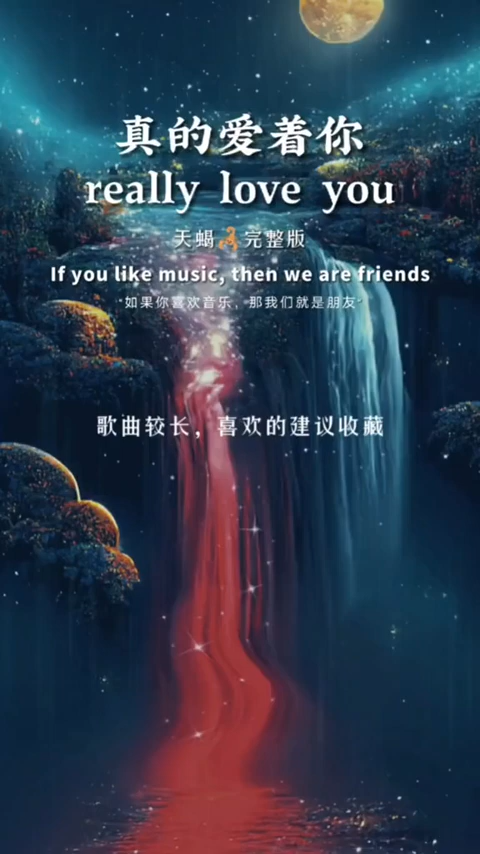 真的爱着你
really love you
天蝎🦂完整版
If you like music, then we are friends
“如果你喜欢音乐，那我们就是朋友”
歌曲较长，喜欢的建议收藏